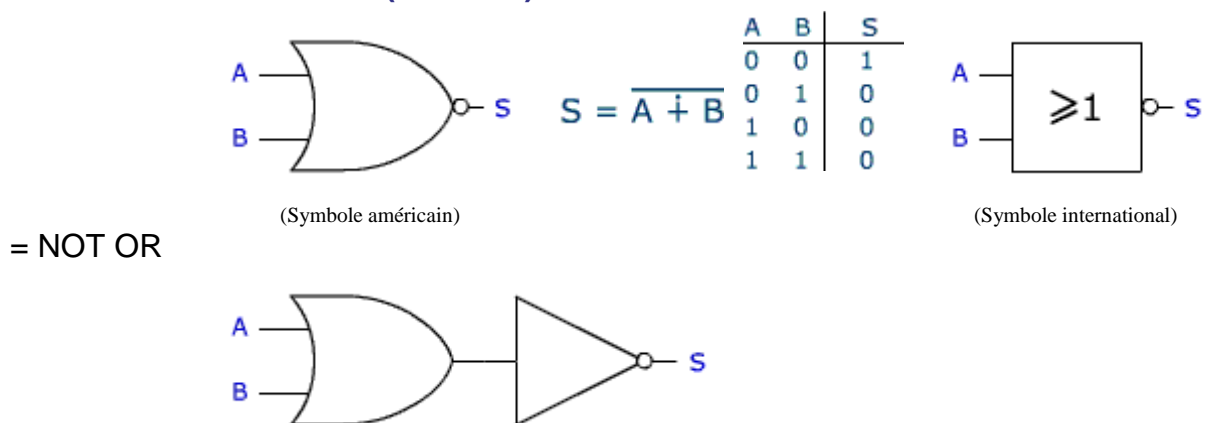 A B S
0 0 1
0 1 0
1 0 0
1 1 0
A
B
S
S = A + B
A
B
≥1
S
(Symbole américain)
(Symbole international)
= NOT OR
A
B
S